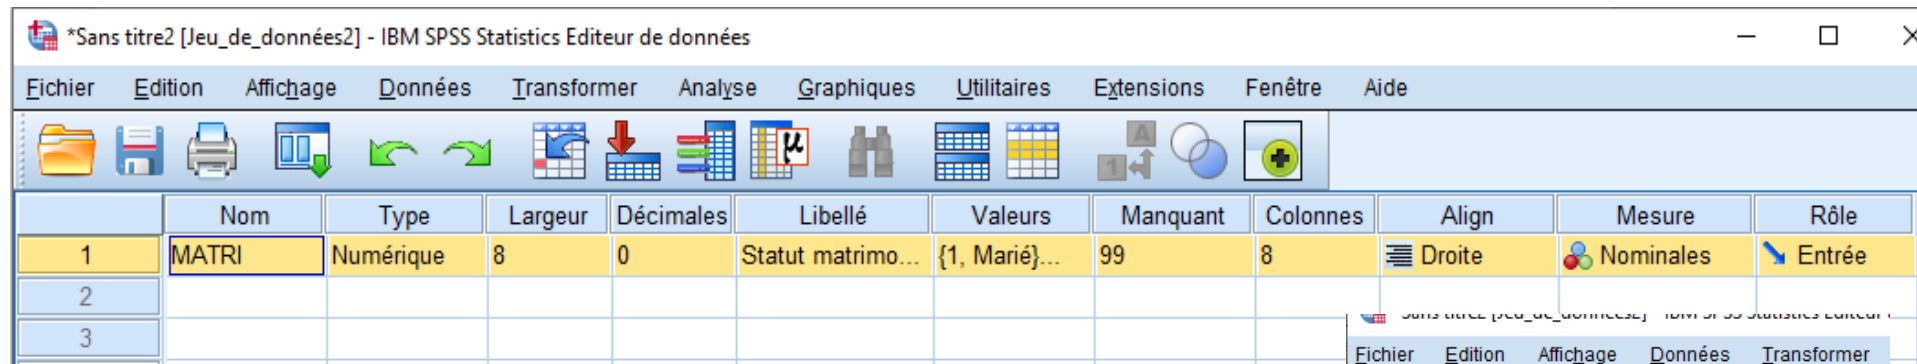 *Sans titre2 [Jeu_de_données2] - IBM SPSS Statistics Editeur de données
Fichier Edition Affichage Données Transformer Analyse Graphiques Utilitaires Extensions Fenêtre Aide
Nom Type Largeur Décimales Libellé Valeurs Manquant Colonnes Align Mesure Rôle
1 MATRI Numérique 8 0 Statut matrimo... {1, Marié}... 99 8 Droite Nominales Entrée
2
3
Fichier Edition Affichage Données Transformer